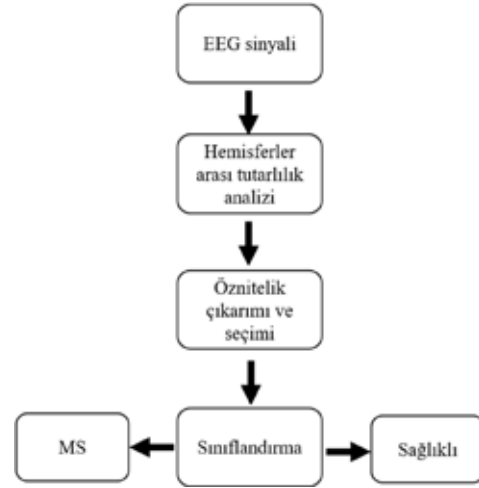 EEG sinyali
Hemisferler
arası tutarlılık
analizi
Öznitelik
çıkarımı ve
seçimi
MS
Sınıflandırma
Sağlıklı